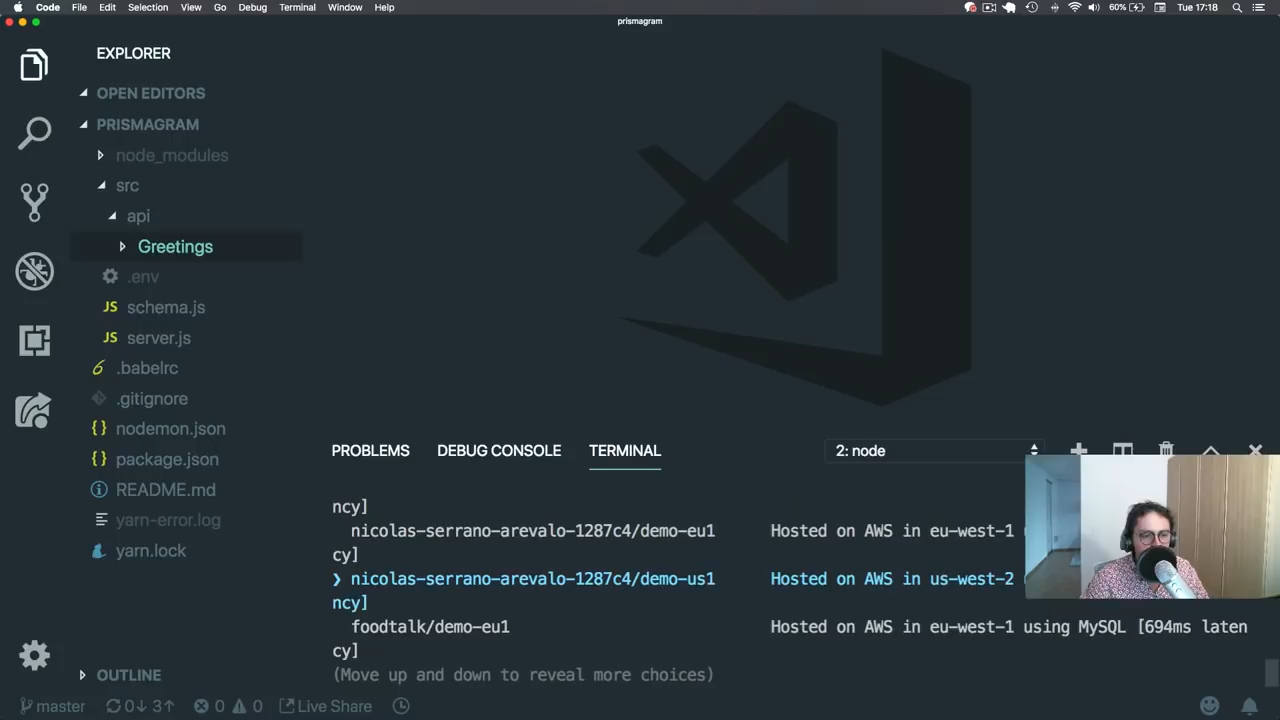 Code File Edit Selection View Go Debug Terminal Window Help 60% Tue 17:18
prismagram
EXPLORER
OPEN EDITORS
PRISMAGRAM
node_modules
src
api
Greetings
.env
JS schema.js
JS server.js
.babelrc
.gitignore
{} nodemon.json
{} package.json
README.md
yarn-error.log
yarn.lock
OUTLINE
PROBLEMS DEBUG CONSOLE TERMINAL 2: node
ncy]
nicolas-serrano-arevalo-1287c4/demo-eu1 Hosted on AWS in eu-west-1
cy]
❯ nicolas-serrano-arevalo-1287c4/demo-us1 Hosted on AWS in us-west-2
ncy]
foodtalk/demo-eu1 Hosted on AWS in eu-west-1 using MySQL [694ms laten
cy]
(Move up and down to reveal more choices)
master 0↓ 3↑ 0 0 Live Share